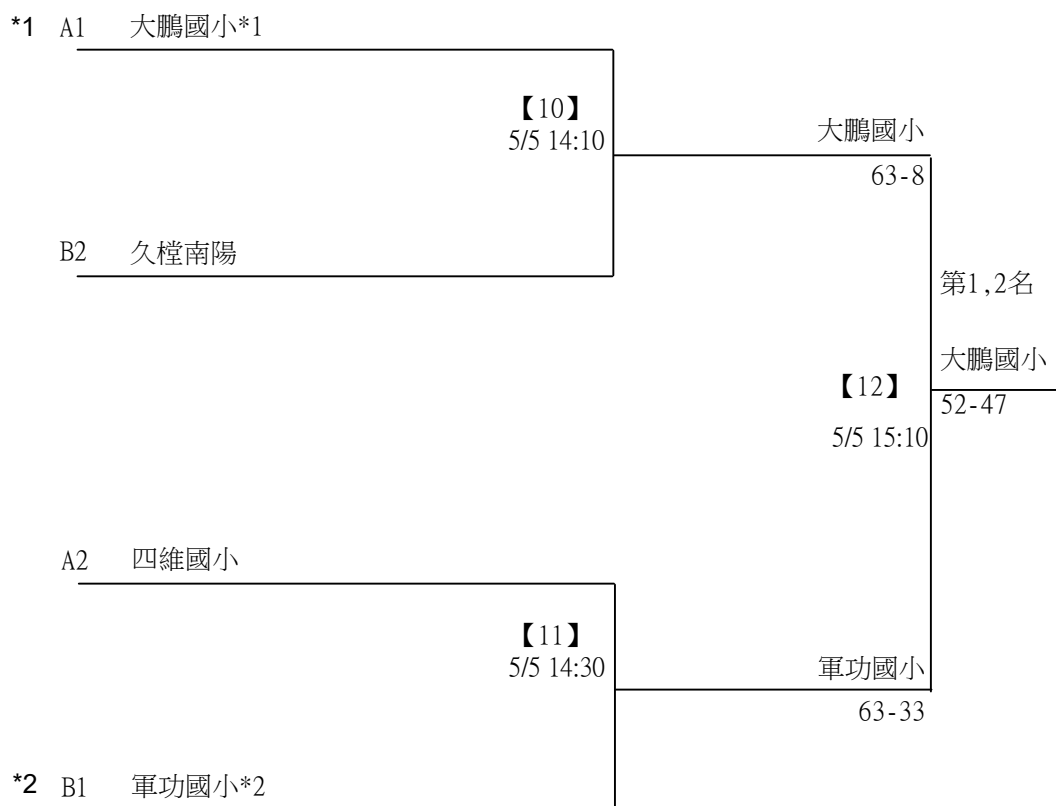 *1 A1 大鵬國小*1
【10】
5/5 14:10
大鵬國小
63-8
B2 久樘南陽
第1,2名
大鵬國小
【12】
52-47
5/5 15:10
A2 四維國小
【11】
5/5 14:30
軍功國小
63-33
*2 B1 軍功國小*2